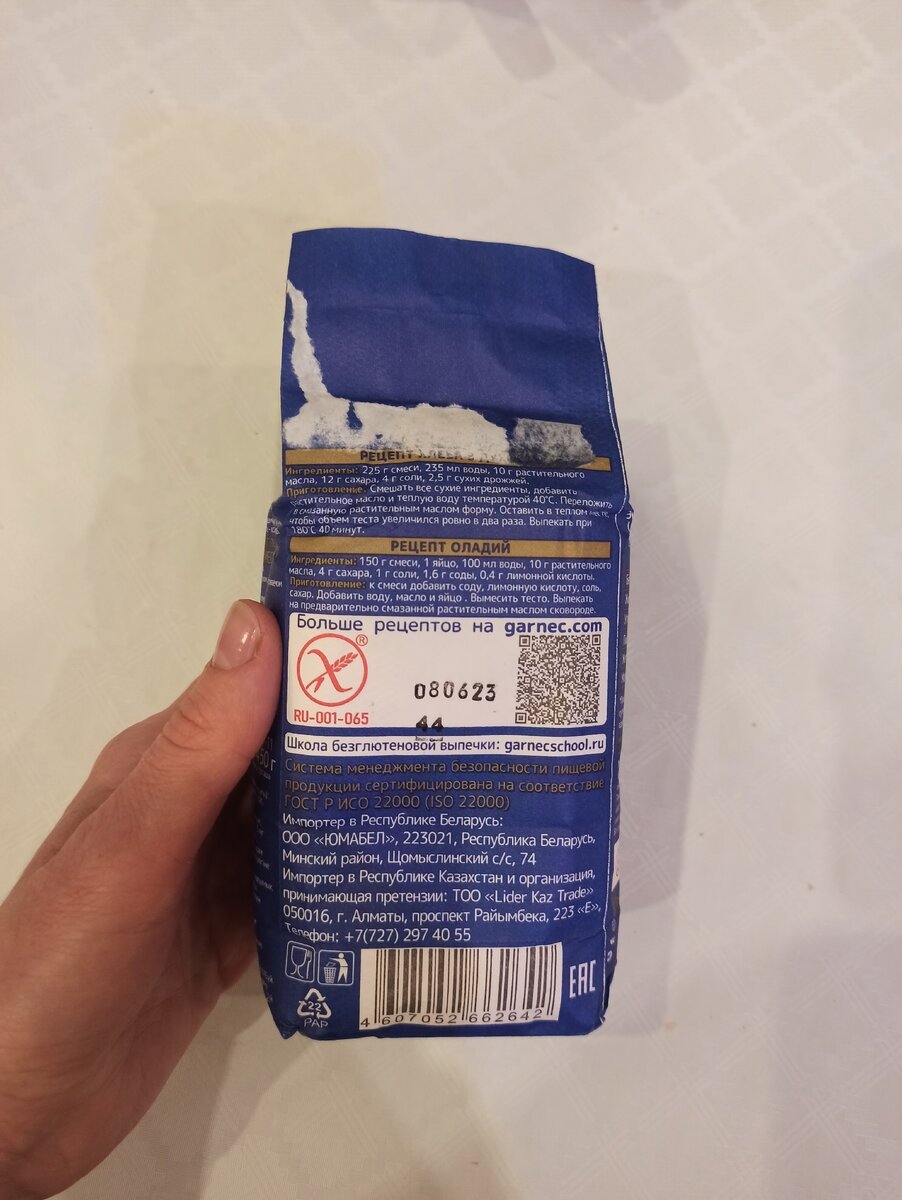 РЕЦЕПТ
Ингредиенты: 225 г смеси, 235 мл воды, 10 г растительного
масла, 12 г сахара, 4 г соли, 2,5 г сухих дрожжей.
Приготовление: Смешать все сухие ингредиенты, добавить
растительное масло и теплую воду температурой 40°С. Переложить
в смазанную растительным маслом форму. Оставить в теплом месте,
чтобы объем теста увеличился ровно в два раза. Выпекать при
180°С 40 минут.
РЕЦЕПТ ОЛАДИЙ
Ингредиенты: 150 г смеси, 1 яйцо, 100 мл воды, 10 г растительного
масла, 4 г сахара, 1 г соли, 1,6 г соды, 0,4 г лимонной кислоты.
Приготовление: к смеси добавить соду, лимонную кислоту, соль,
сахар. Добавить воду, масло и яйцо . Вымесить тесто. Выпекать
на предварительно смазанной растительным маслом сковороде.
Больше рецептов на garnec.com
®
080623
RU-001-065
44
Школа безглютеновой выпечки: garnecschool.ru
Система менеджмента безопасности пищевой
продукции сертифицирована на соответствие
ГОСТ Р ИСО 22000 (ISO 22000)
Импортер в Республике Беларусь:
ООО «ЮМАБЕЛ», 223021, Республика Беларусь,
Минский район, Щомыслинский с/с, 74
Импортер в Республике Казахстан и организация,
принимающая претензии: ТОО «Lider Kaz Trade»
050016, г. Алматы, проспект Райымбека, 223 «Е»,
Телефон: +7(727) 297 40 55
EAC
22
PAP
4 607052 662642